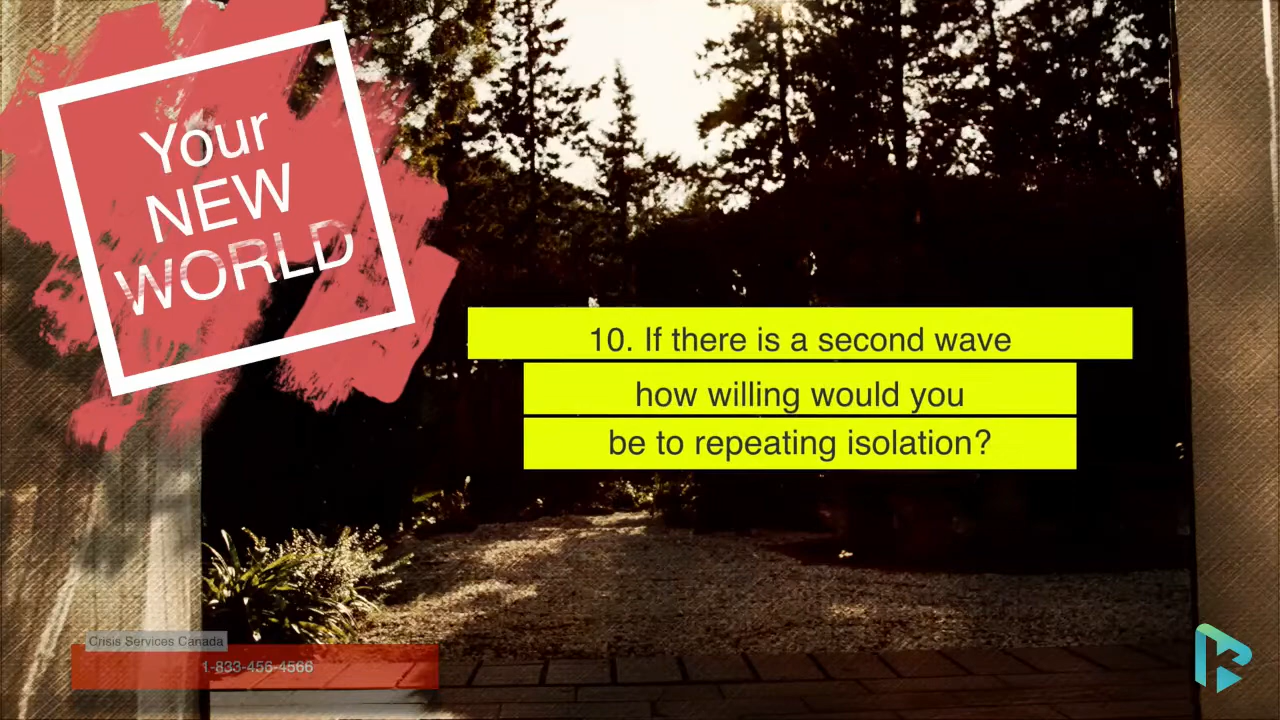 Your
NEW
WORLD
10. If there is a second wave
how willing would you
be to repeating isolation?
Crisis Services Canada
1-833-456-4566